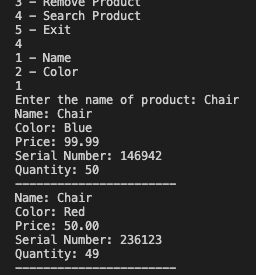 3 - Remove Product
4 - Search Product
5 - Exit
4
1 - Name
2 - Color
1
Enter the name of product: Chair
Name: Chair
Color: Blue
Price: 99.99
Serial Number: 146942
Quantity: 50
-----------------------
Name: Chair
Color: Red
Price: 50.00
Serial Number: 236123
Quantity: 49
-----------------------